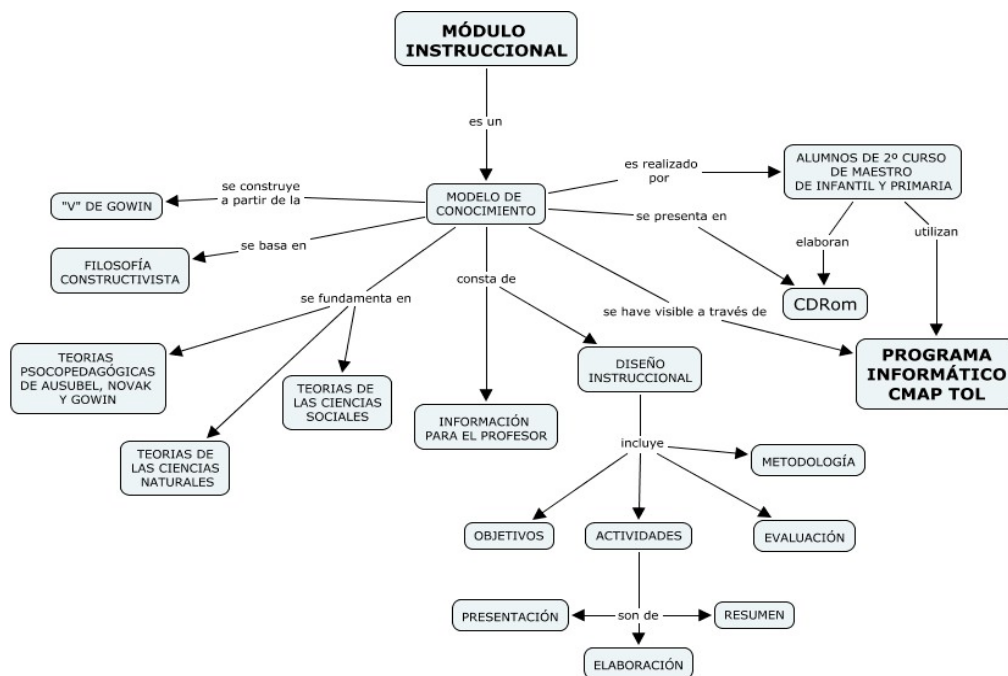 MÓDULO
INSTRUCCIONAL
es un
MODELO DE
CONOCIMIENTO
es realizado
por
ALUMNOS DE 2º CURSO
DE MAESTRO
DE INFANTIL Y PRIMARIA
se construye
a partir de la
"V" DE GOWIN
se basa en
FILOSOFÍA
CONSTRUCTIVISTA
se presenta en
elaboran
utilizan
CDRom
se fundamenta en
consta de
se have visible a través de
TEORIAS
PSOCOPEDAGÓGICAS
DE AUSUBEL, NOVAK
Y GOWIN
TEORIAS DE
LAS CIENCIAS
NATURALES
TEORIAS DE
LAS CIENCIAS
SOCIALES
INFORMACIÓN
PARA EL PROFESOR
DISEÑO
INSTRUCCIONAL
PROGRAMA
INFORMÁTICO
CMAP TOL
incluye
METODOLOGÍA
OBJETIVOS
ACTIVIDADES
EVALUACIÓN
son de
PRESENTACIÓN
RESUMEN
ELABORACIÓN